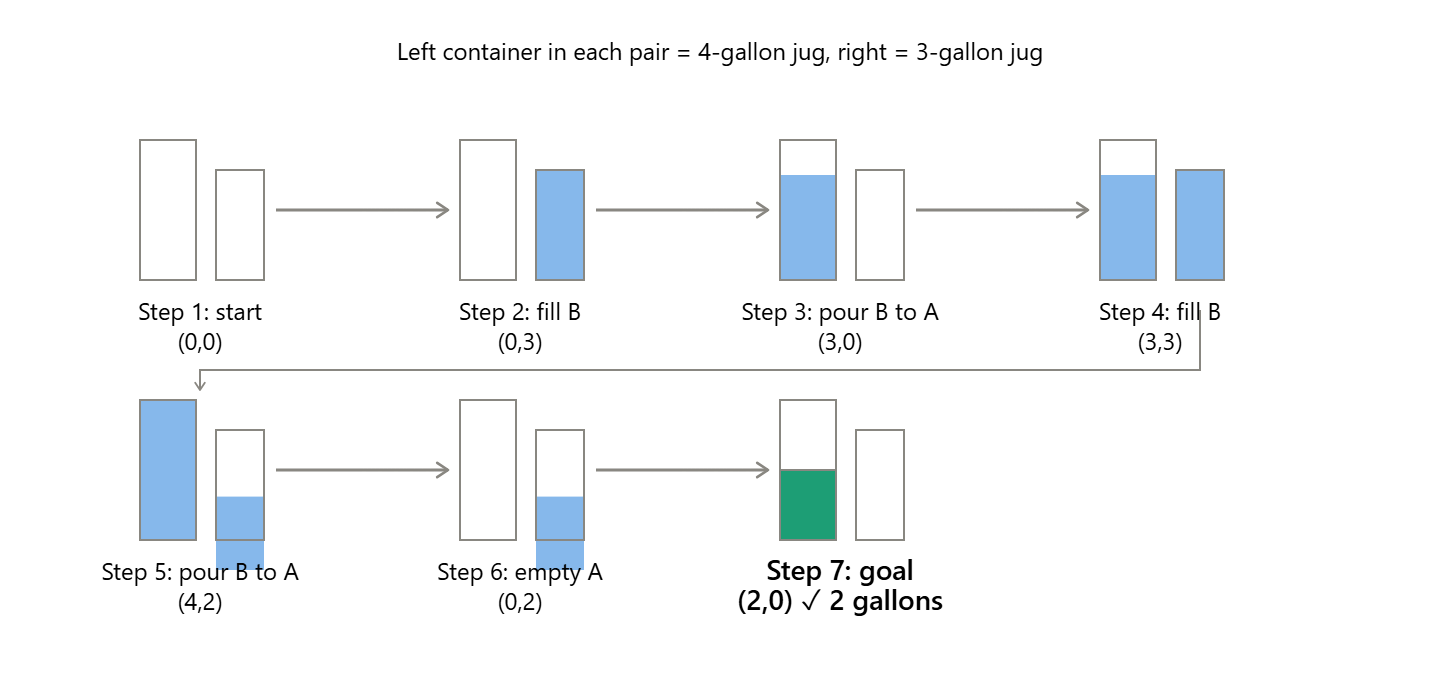 Left container in each pair = 4-gallon jug, right = 3-gallon jug
Step 1: start
(0,0)
Step 2: fill B
(0,3)
Step 3: pour B to A
(3,0)
Step 4: fill B
(3,3)
Step 5: pour B to A
(4,2)
Step 6: empty A
(0,2)
Step 7: goal
(2,0) ✓ 2 gallons